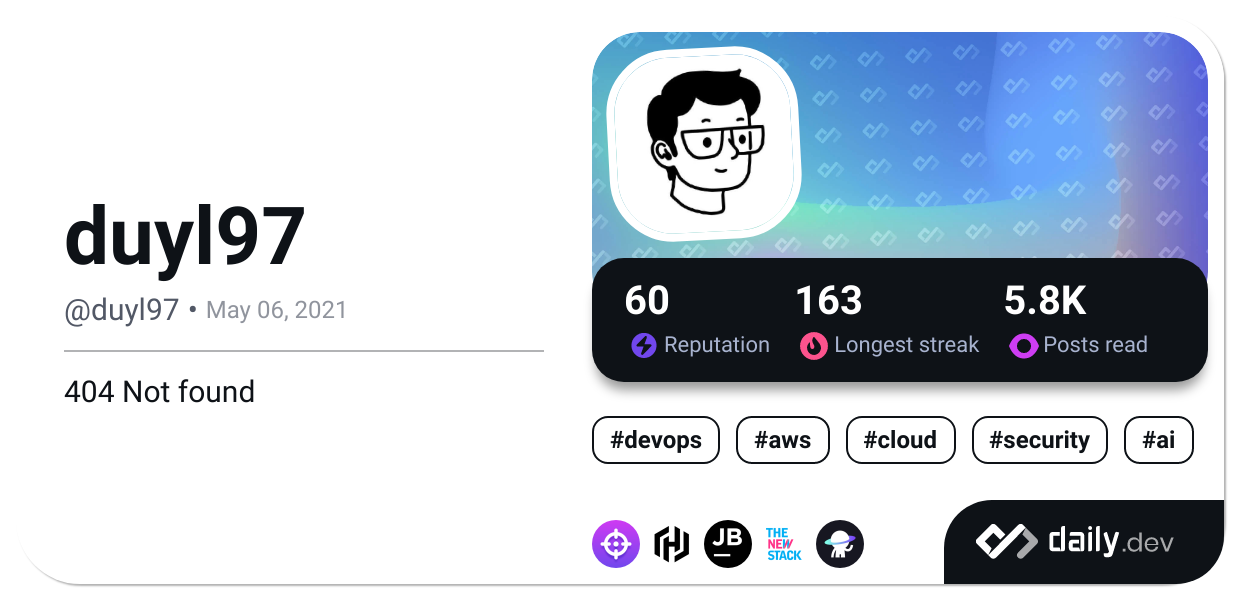 duyl97
@duyl97 • May 06, 2021
404 Not found
60 163 5.8K
Reputation Longest streak Posts read
#devops #aws #cloud #security #ai
JB
THE
NEW
STACK
daily.dev